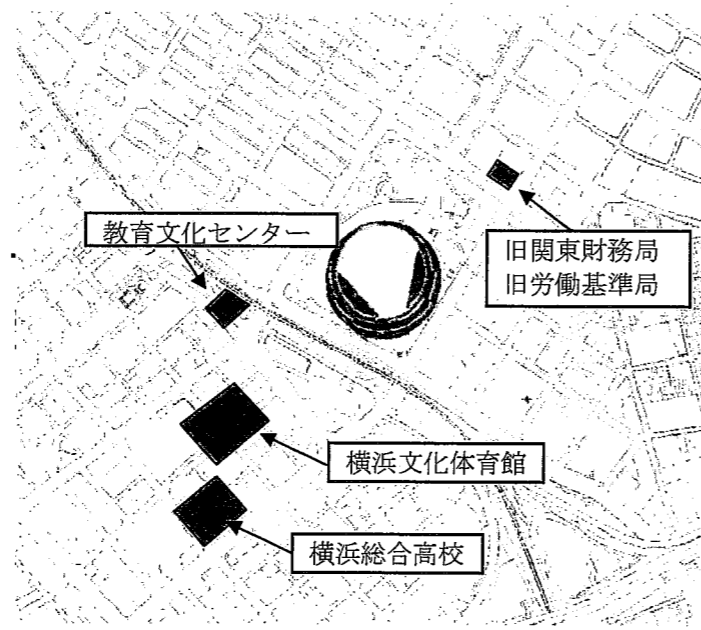 教育文化センター
旧関東財務局
旧労働基準局
横浜文化体育館
横浜総合高校